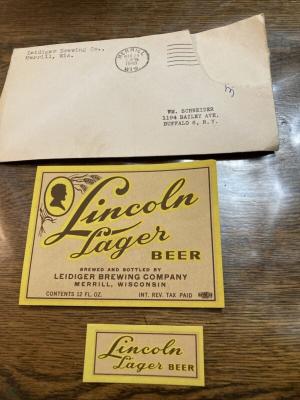 Leidiger Brewing Co.,
Merrill, Wis.
MERRILL
WIS
WM. SCHNEIDER
1194 BAILEY AVE.
BUFFALO 6, N.Y.
Lincoln
Lager
BEER
BREWED AND BOTTLED BY
LEIDIGER BREWING COMPANY
MERRILL, WISCONSIN
CONTENTS 12 FL. OZ. INT. REV. TAX PAID
Lincoln
Lager BEER